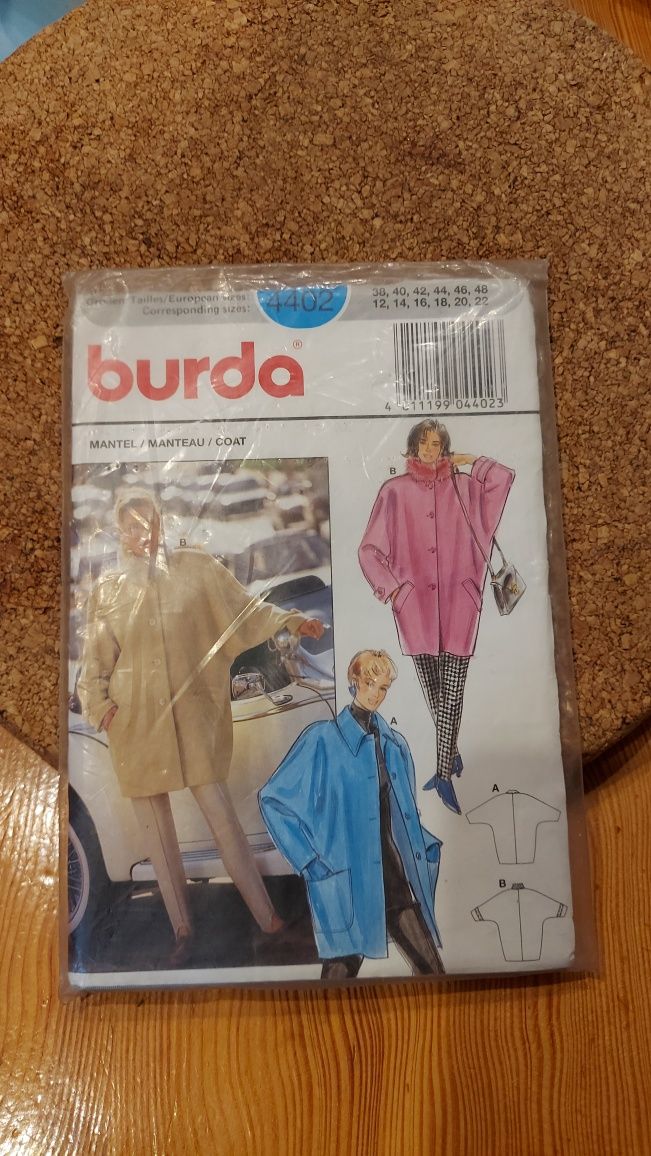 Größen/Tailles/European sizes:
Corresponding sizes:
4402
38, 40, 42, 44, 46, 48
12, 14, 16, 18, 20, 22
burda®
4 011199 044023
MANTEL / MANTEAU / COAT
B
B
A
A
B